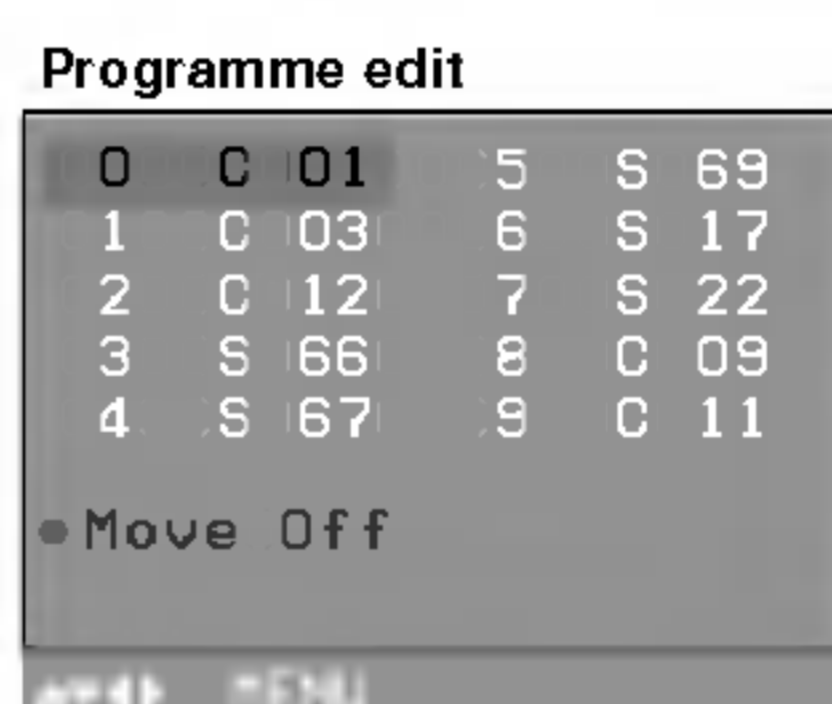 Programme edit
0 C 01 5 S 69
1 C 03 6 S 17
2 C 12 7 S 22
3 S 66 8 C 09
4 S 67 9 C 11
Move Off
MENU